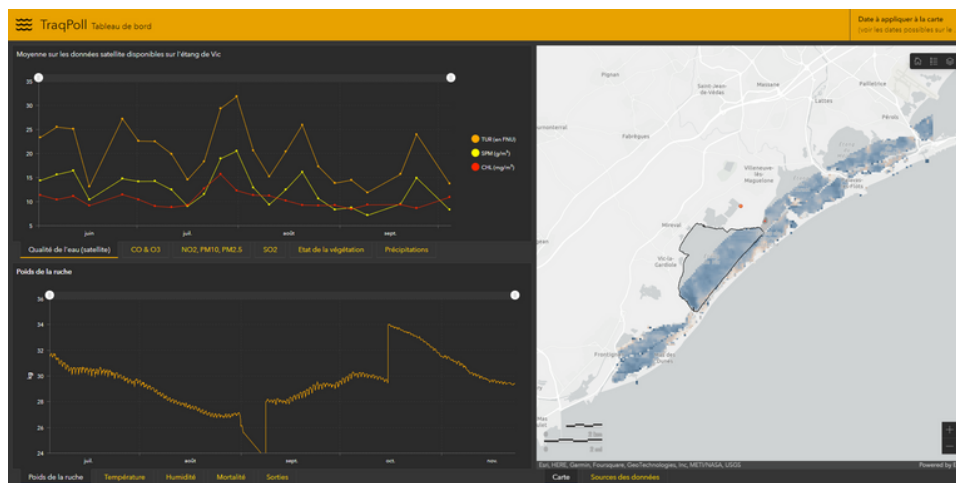 TraqPoll Tableau de bord
Date à appliquer à la carte
(voir les dates possibles sur le
Moyenne sur les données satellite disponibles sur l'étang de Vic
35
30
25
20
15
10
5
juin
juil.
août
sept.
TUR (en FNU)
SPM (g/m³)
CHL (mg/m³)
Qualité de l'eau (satellite) CO & O3 NO2, PM10, PM2.5 SO2 Etat de la végétation Précipitations
Poids de la ruche
36
34
32
30
28
26
24
kg
juil.
août
sept.
oct.
nov.
Poids de la ruche Température Humidité Mortalité Sorties
Pignan
Saint Jean
de Védas
Maurin
Lattes
Palletrice
Pérols
Fabrègues
Villeneuve-
lès-
Maguelone
Mireval
Vic-la-
Gardiole
Frontignan
Esri, HERE, Garmin, Foursquare, GeoTechnologies, Inc, METI/NASA, USGS
Powered by E
Carte Sources des données